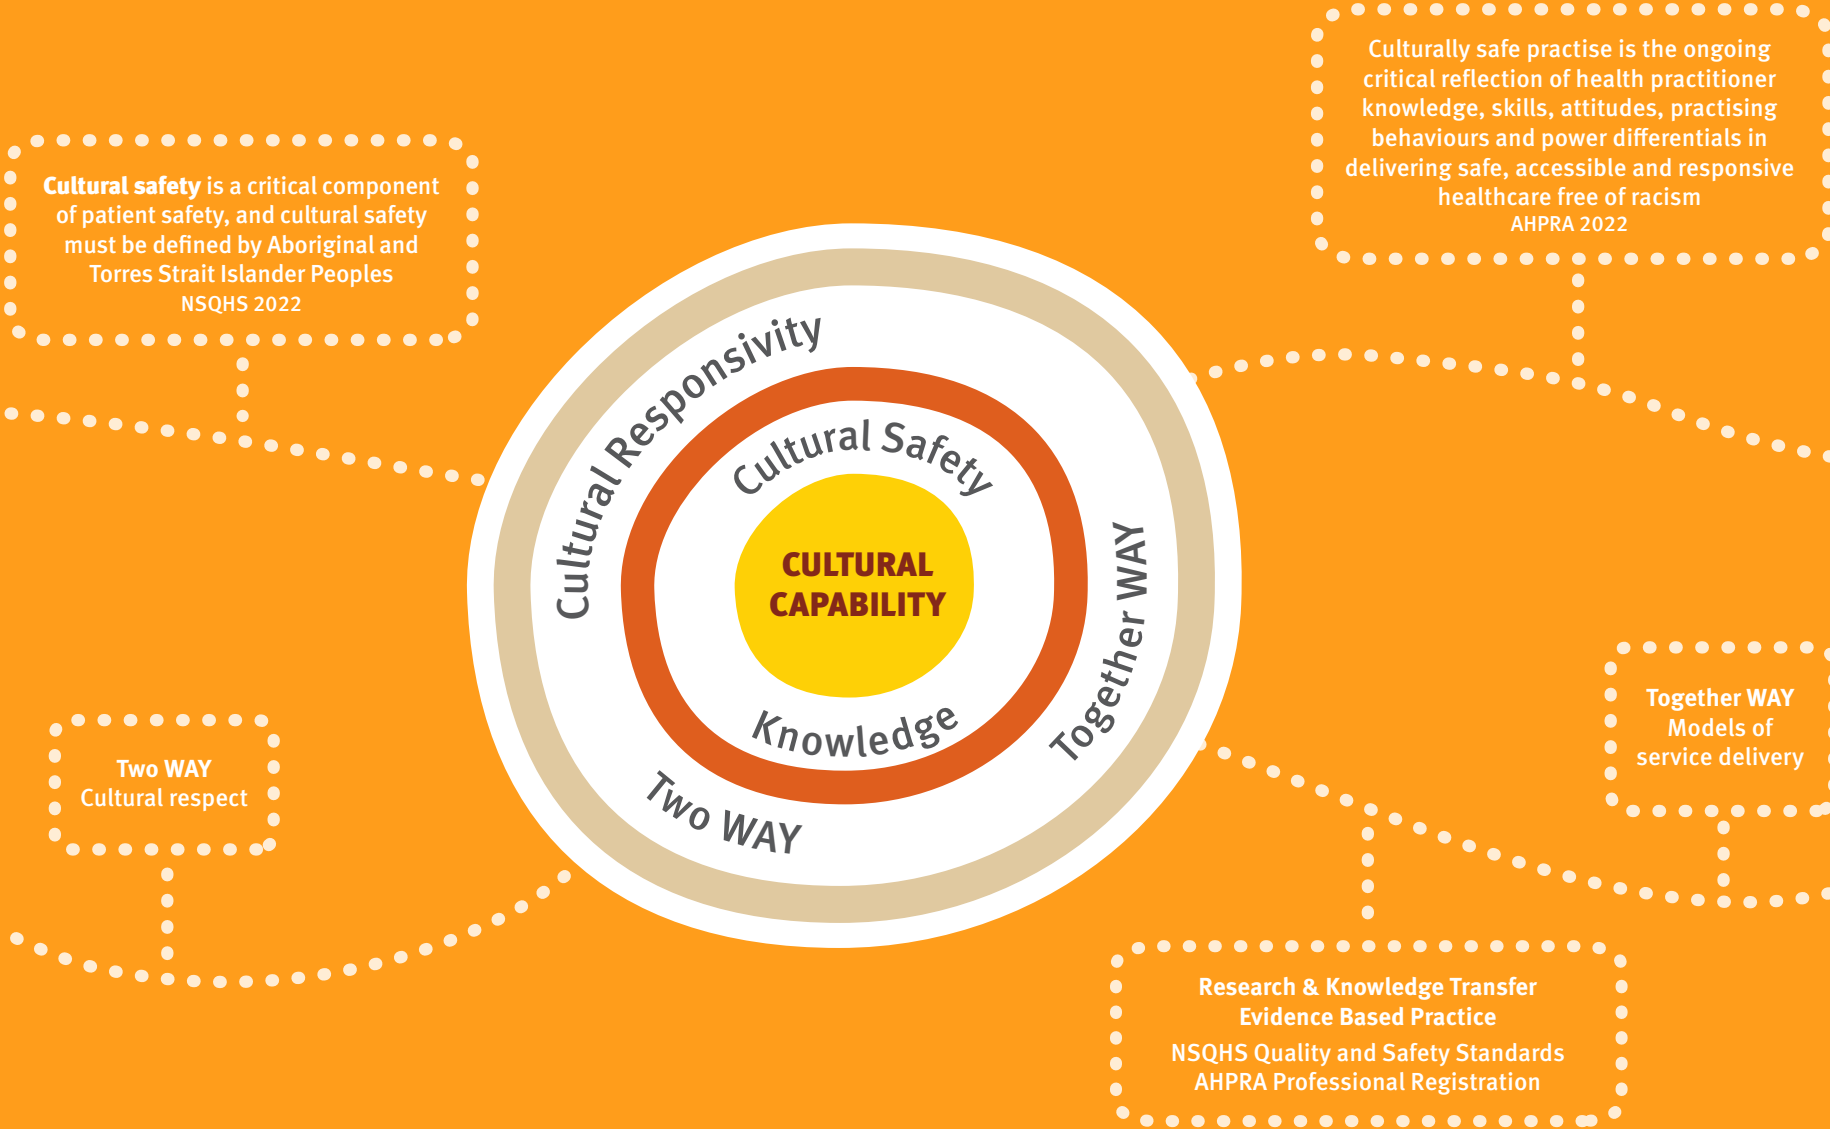 Culturally safe practise is the ongoing
critical reflection of health practitioner
knowledge, skills, attitudes, practising
behaviours and power differentials in
delivering safe, accessible and responsive
healthcare free of racism
AHPRA 2022
Cultural safety is a critical component
of patient safety, and cultural safety
must be defined by Aboriginal and
Torres Strait Islander Peoples
NSQHS 2022
Cultural Responsivity
Cultural Safety
CULTURAL
CAPABILITY
Knowledge
Together WAY
Two WAY
Together WAY
Models of
service delivery
Two WAY
Cultural respect
Research & Knowledge Transfer
Evidence Based Practice
NSQHS Quality and Safety Standards
AHPRA Professional Registration